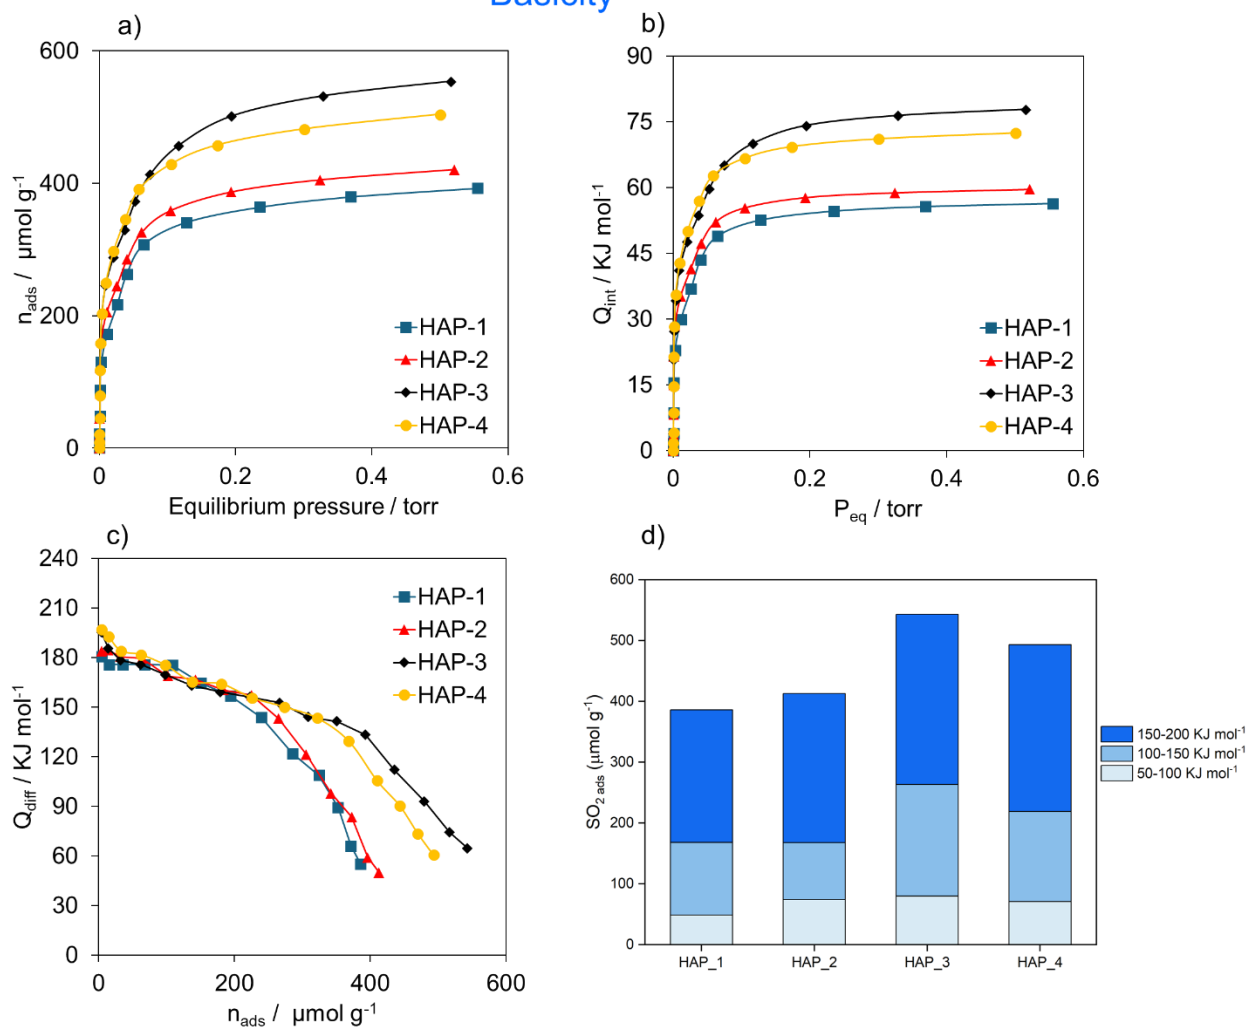 Basicity
a)
600
400
200
0
0
0.2
0.4
0.6
n_ads / µmol g⁻¹
Equilibrium pressure / torr
HAP-1
HAP-2
HAP-3
HAP-4
b)
90
75
60
45
30
15
0
0
0.2
0.4
0.6
Q_int / KJ mol⁻¹
P_eq / torr
HAP-1
HAP-2
HAP-3
HAP-4
c)
240
210
180
150
120
90
60
30
0
0
200
400
600
Q_diff / KJ mol⁻¹
n_ads / µmol g⁻¹
HAP-1
HAP-2
HAP-3
HAP-4
d)
600
500
400
300
200
100
0
SO₂ ads (µmol g⁻¹)
HAP_1
HAP_2
HAP_3
HAP_4
150-200 KJ mol⁻¹
100-150 KJ mol⁻¹
50-100 KJ mol⁻¹